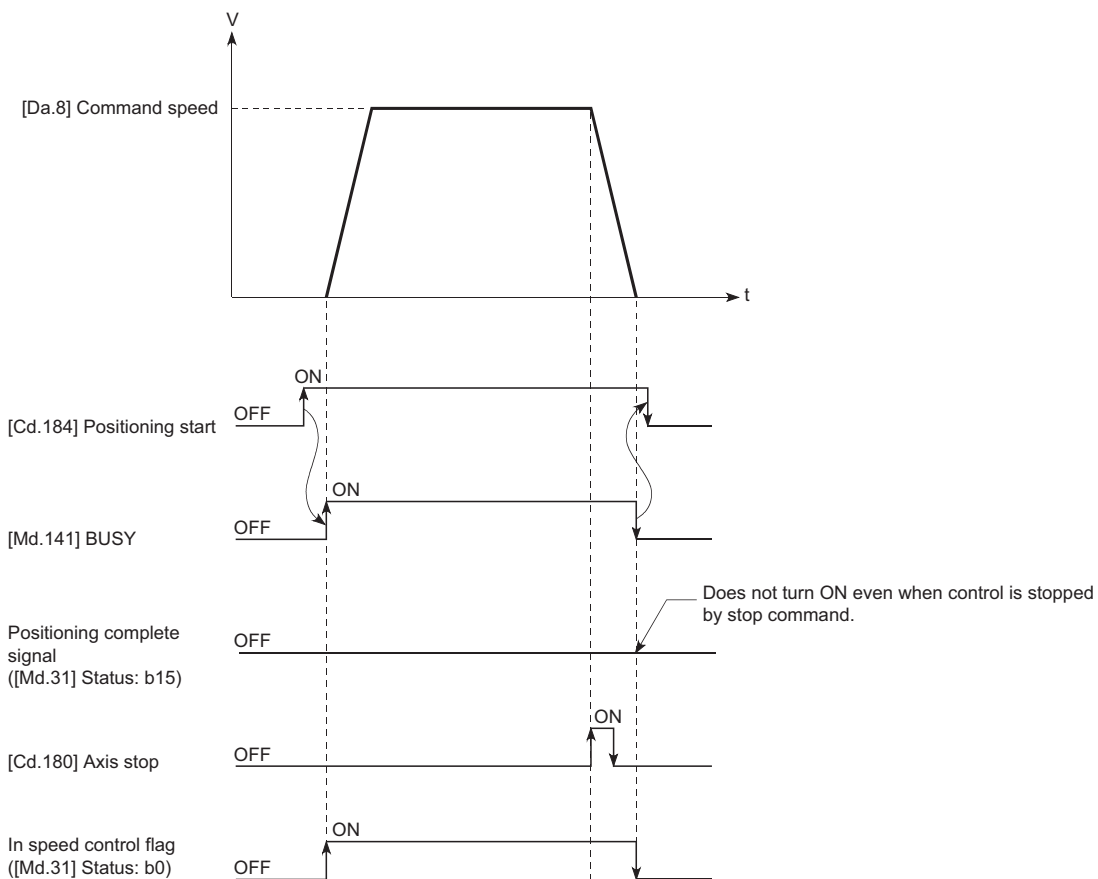 V
[Da.8] Command speed
t
ON
OFF
[Cd.184] Positioning start
ON
OFF
[Md.141] BUSY
Does not turn ON even when control is stopped
by stop command.
Positioning complete
signal
([Md.31] Status: b15)
OFF
ON
OFF
[Cd.180] Axis stop
ON
In speed control flag
([Md.31] Status: b0)
OFF